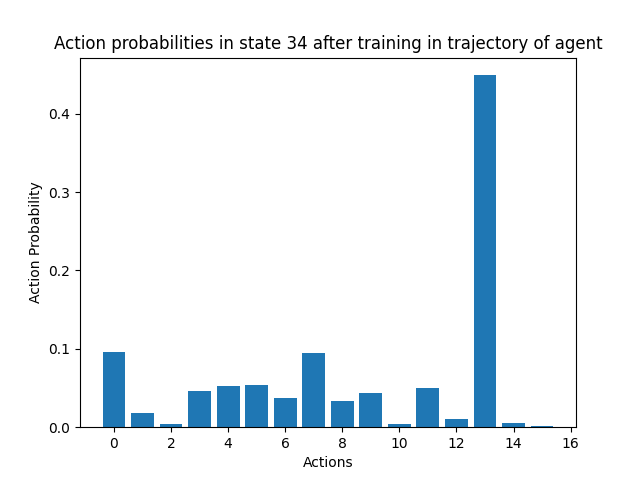 Action probabilities in state 34 after training in trajectory of agent
0.4
0.3
0.2
0.1
0.0
Action Probability
0 2 4 6 8 10 12 14 16
Actions